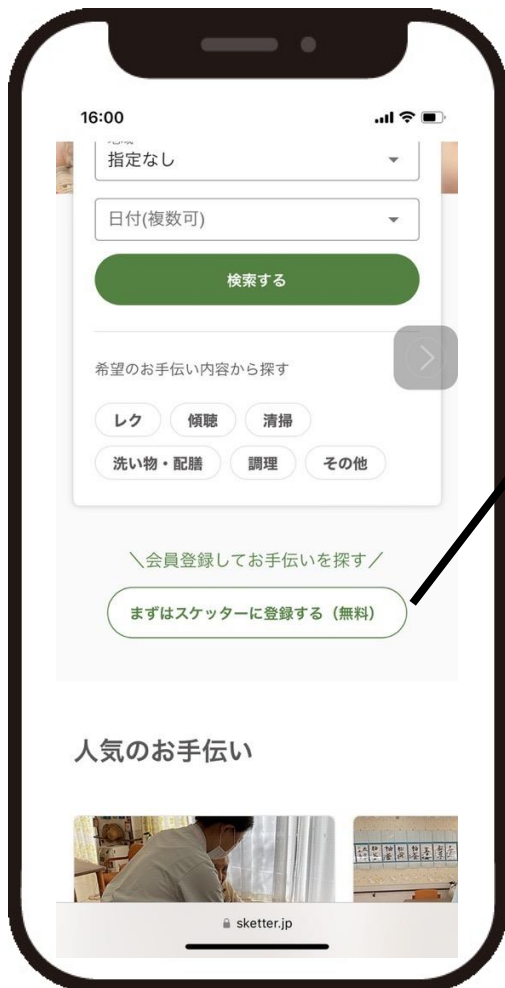 16:00
指定なし
日付(複数可)
検索する
希望のお手伝い内容から探す
レク 傾聴 清掃
洗い物・配膳 調理 その他
＼会員登録してお手伝いを探す／
まずはスケッターに登録する（無料）
人気のお手伝い
sketter.jp